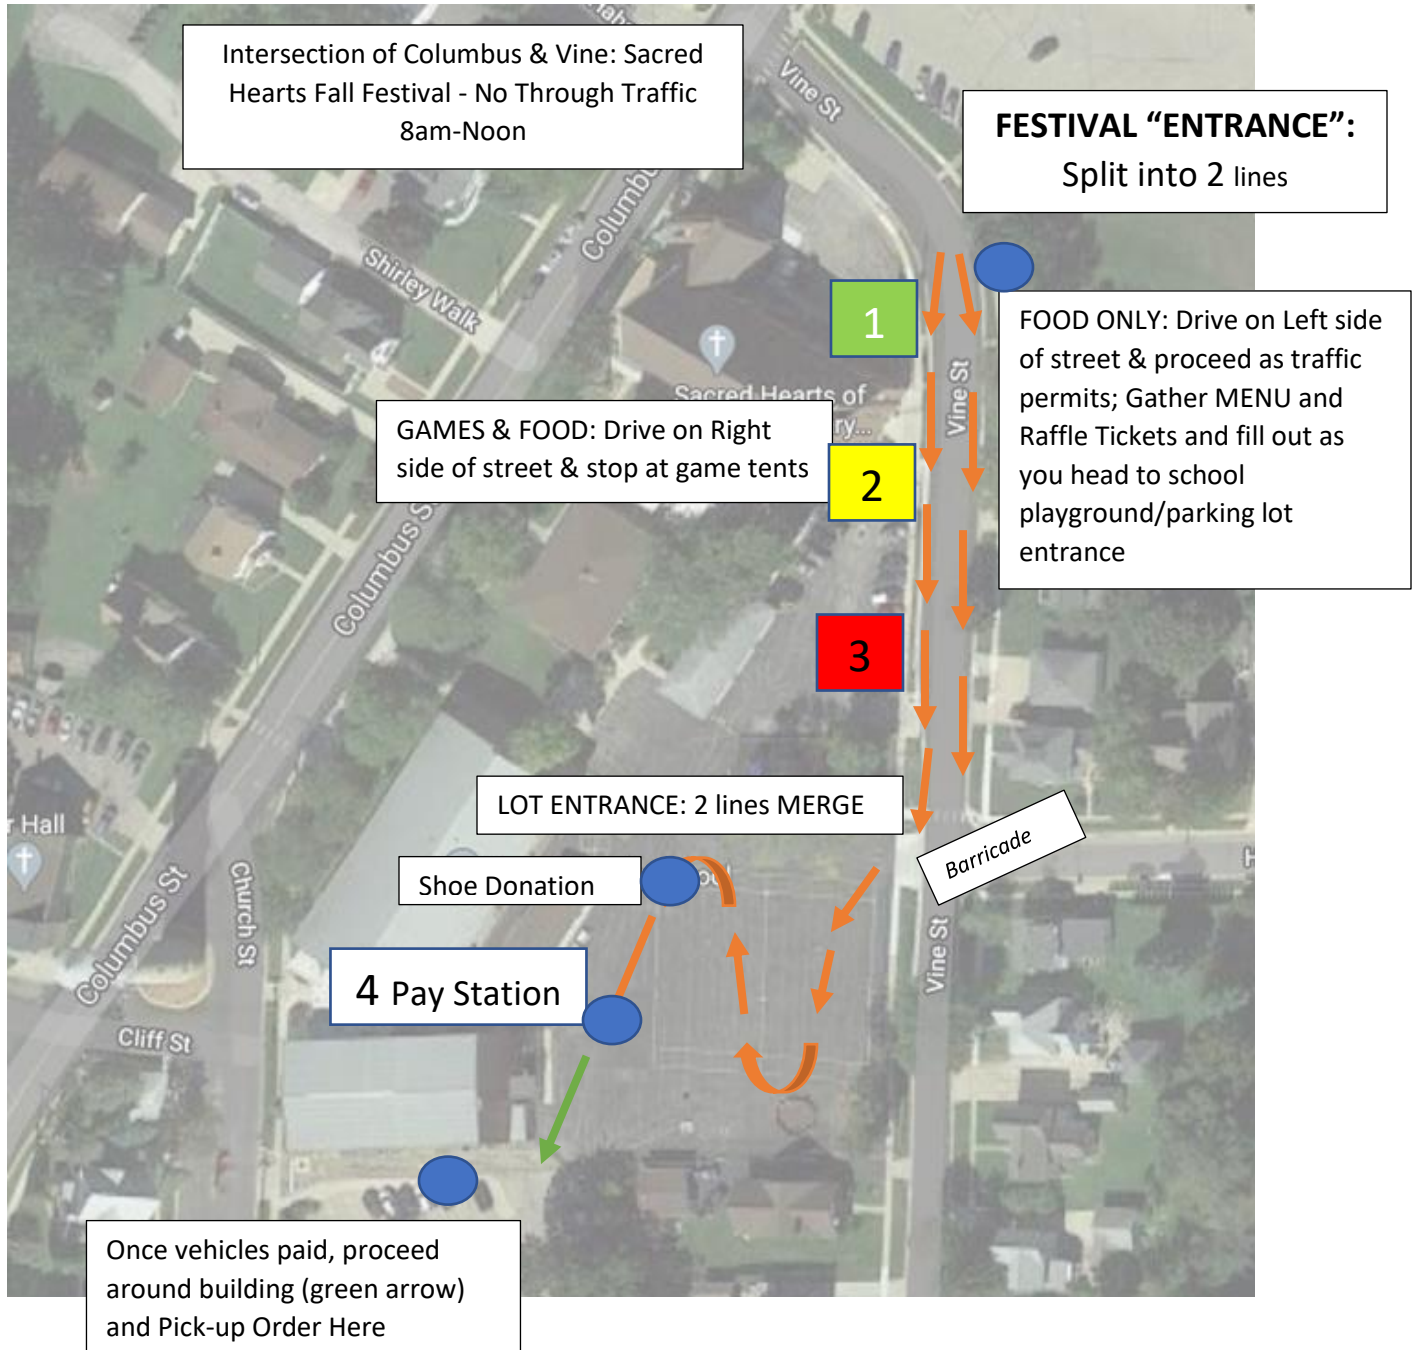 Intersection of Columbus & Vine: Sacred
Hearts Fall Festival - No Through Traffic
8am-Noon
Vine St
FESTIVAL “ENTRANCE”:
Split into 2 lines
Shirley Walk
1
FOOD ONLY: Drive on Left side
of street & proceed as traffic
permits; Gather MENU and
Raffle Tickets and fill out as
you head to school
playground/parking lot
entrance
Vine St
Sacred Hearts of
ry...
GAMES & FOOD: Drive on Right
side of street & stop at game tents
2
Columbus St
3
LOT ENTRANCE: 2 lines MERGE
Barricade
r Hall
Shoe Donation
Church St
Columbus St
4 Pay Station
Vine St
Cliff St
Once vehicles paid, proceed
around building (green arrow)
and Pick-up Order Here